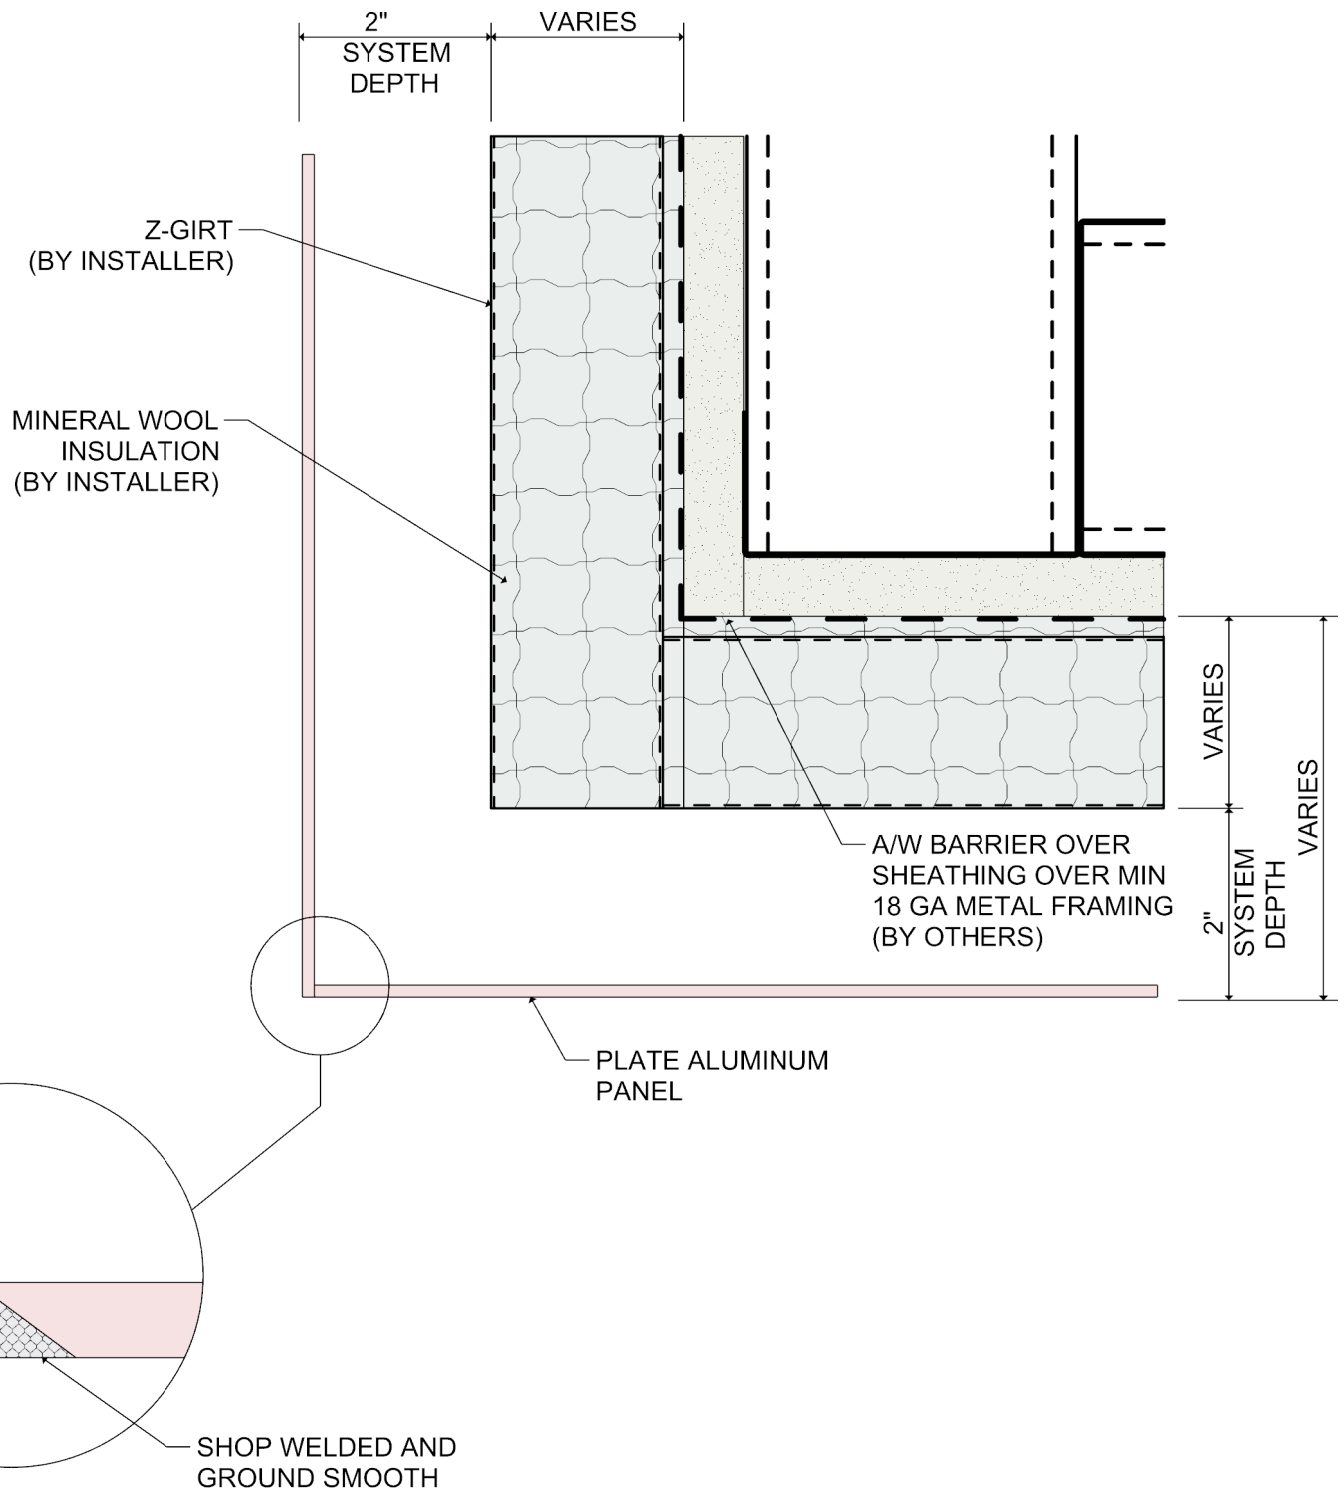 2"
SYSTEM
DEPTH
VARIES
Z-GIRT
(BY INSTALLER)
MINERAL WOOL
INSULATION
(BY INSTALLER)
VARIES
VARIES
2"
SYSTEM
DEPTH
A/W BARRIER OVER
SHEATHING OVER MIN
18 GA METAL FRAMING
(BY OTHERS)
PLATE ALUMINUM
PANEL
SHOP WELDED AND
GROUND SMOOTH